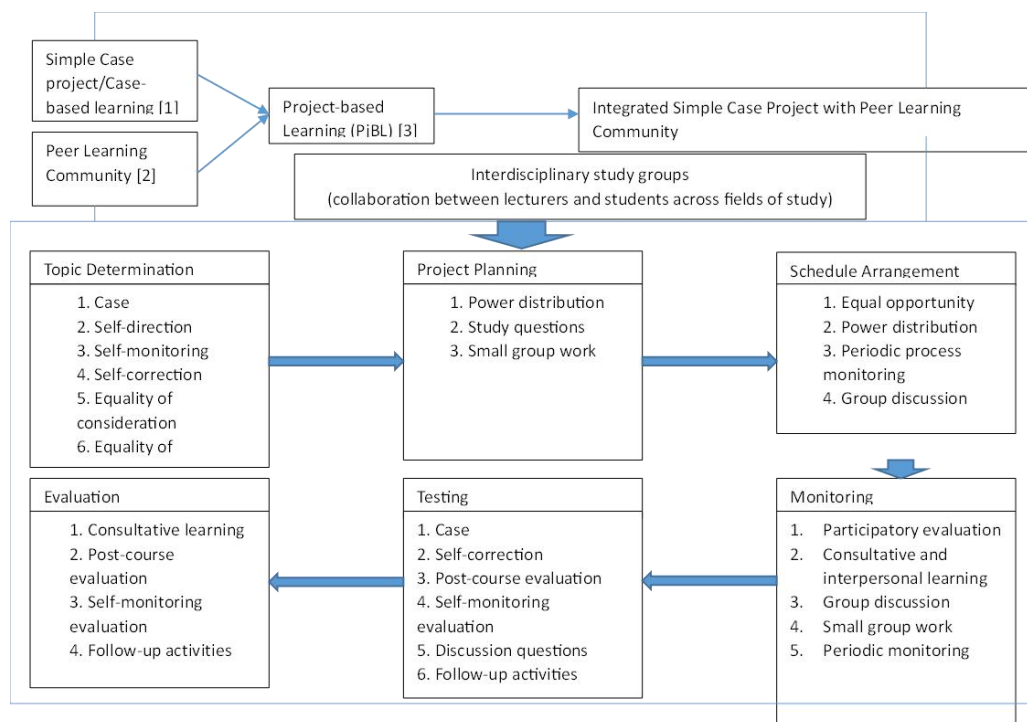 Simple Case
project/Case-
based learning [1]
Peer Learning
Community [2]
Project-based
Learning (PjBL) [3]
Integrated Simple Case Project with Peer Learning
Community
Interdisciplinary study groups
(collaboration between lecturers and students across fields of study)
Topic Determination
1. Case
2. Self-direction
3. Self-monitoring
4. Self-correction
5. Equality of
consideration
6. Equality of
Project Planning
1. Power distribution
2. Study questions
3. Small group work
Schedule Arrangement
1. Equal opportunity
2. Power distribution
3. Periodic process
monitoring
4. Group discussion
Evaluation
1. Consultative learning
2. Post-course
evaluation
3. Self-monitoring
evaluation
4. Follow-up activities
Testing
1. Case
2. Self-correction
3. Post-course evaluation
4. Self-monitoring
evaluation
5. Discussion questions
6. Follow-up activities
Monitoring
1. Participatory evaluation
2. Consultative and
interpersonal learning
3. Group discussion
4. Small group work
5. Periodic monitoring